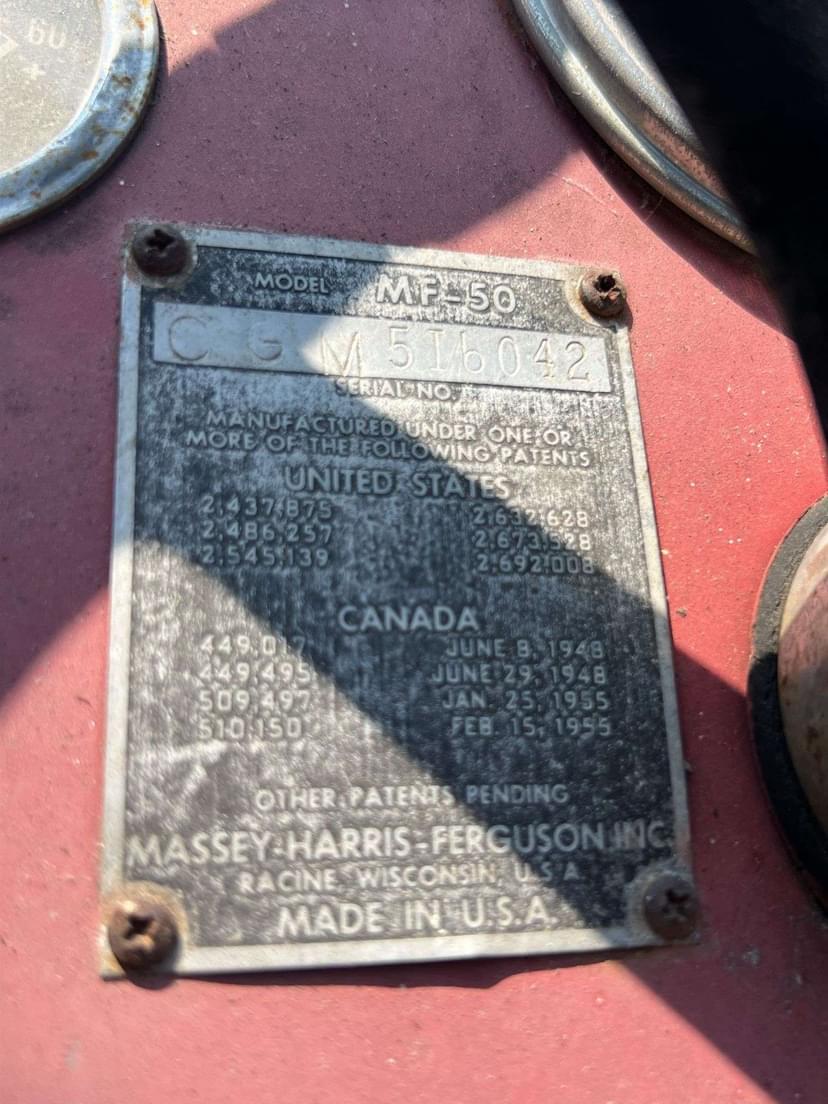 60
+
MODEL MF-50
CGM 516042
SERIAL NO.
MANUFACTURED UNDER ONE OR
MORE OF THE FOLLOWING PATENTS
UNITED STATES
2,437,875 2,632,628
2,486,257 2,673,528
2,545,139 2,692,008
CANADA
449,017 JUNE 8, 1948
449,495 JUNE 29, 1948
509,497 JAN. 25, 1955
510,150 FEB. 15, 1955
OTHER PATENTS PENDING
MASSEY-HARRIS-FERGUSON INC.
RACINE, WISCONSIN, U.S.A.
MADE IN U.S.A.